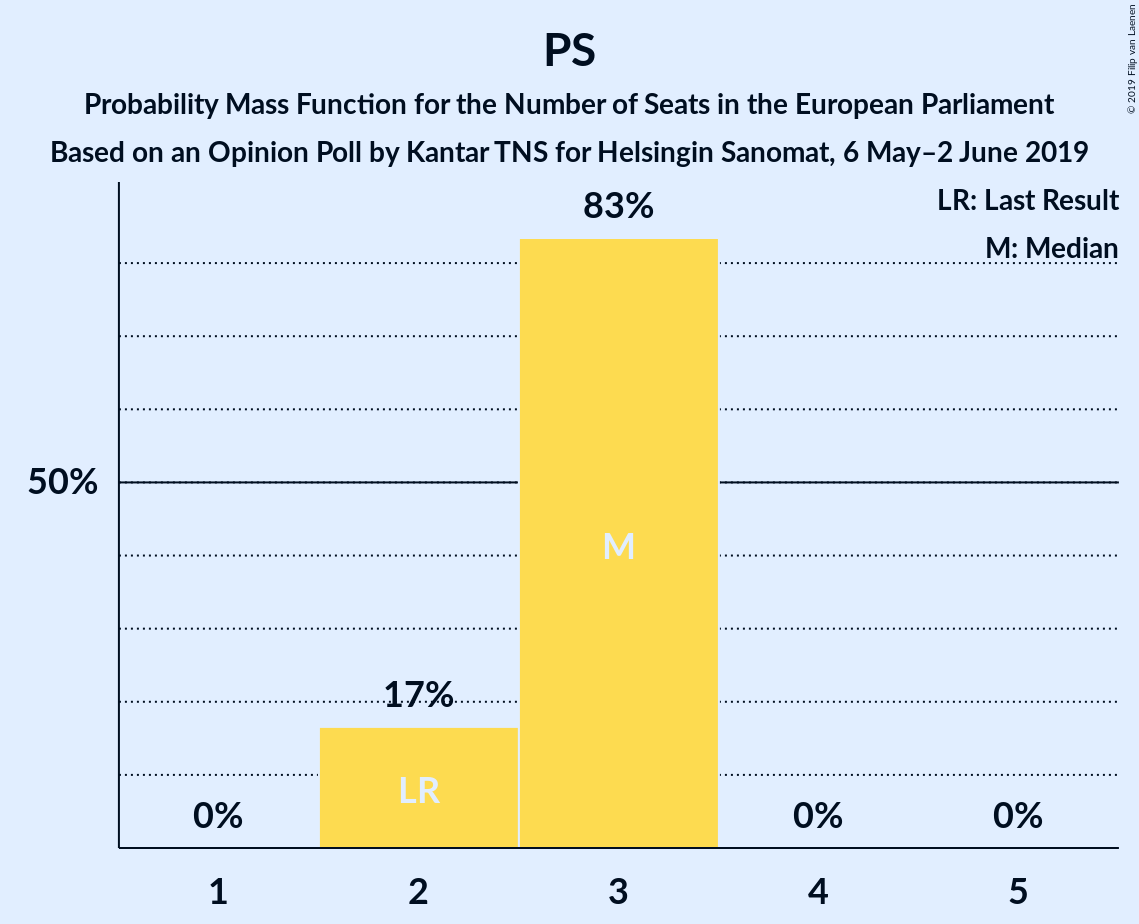 PS
Probability Mass Function for the Number of Seats in the European Parliament
Based on an Opinion Poll by Kantar TNS for Helsingin Sanomat, 6 May–2 June 2019
© 2019 Filip van Laenen
LR: Last Result
M: Median
83%
50%
M
17%
LR
0%
0%
0%
1
2
3
4
5